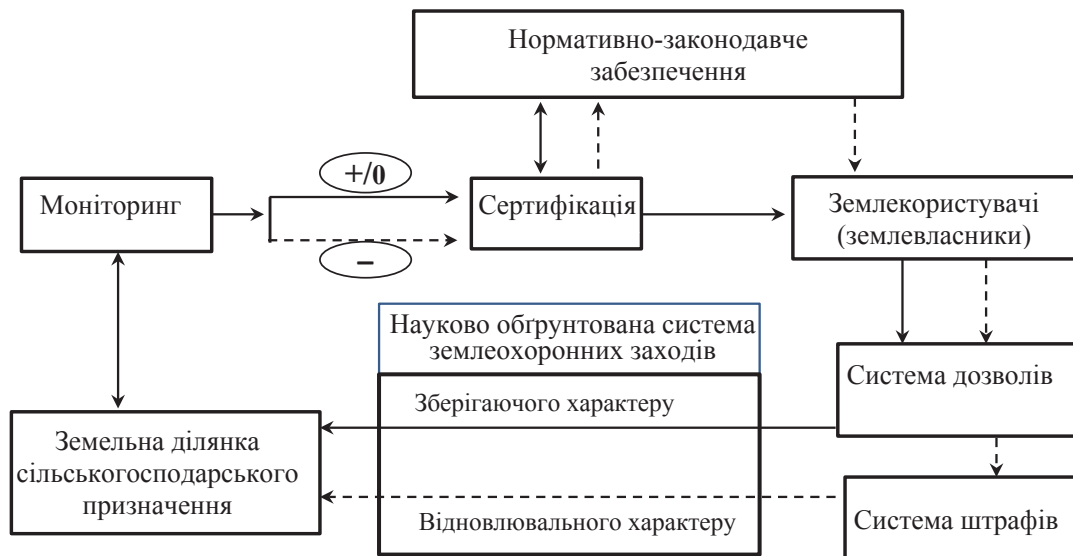 Нормативно-законодавче
забезпечення
+/0
Моніторинг
Сертифікація
Землекористувачі
(землевласники)
–
Науково обґрунтована система
землеохоронних заходів
Система дозволів
Зберігаючого характеру
Земельна ділянка
сільськогосподарського
призначення
Відновлювального характеру
Система штрафів